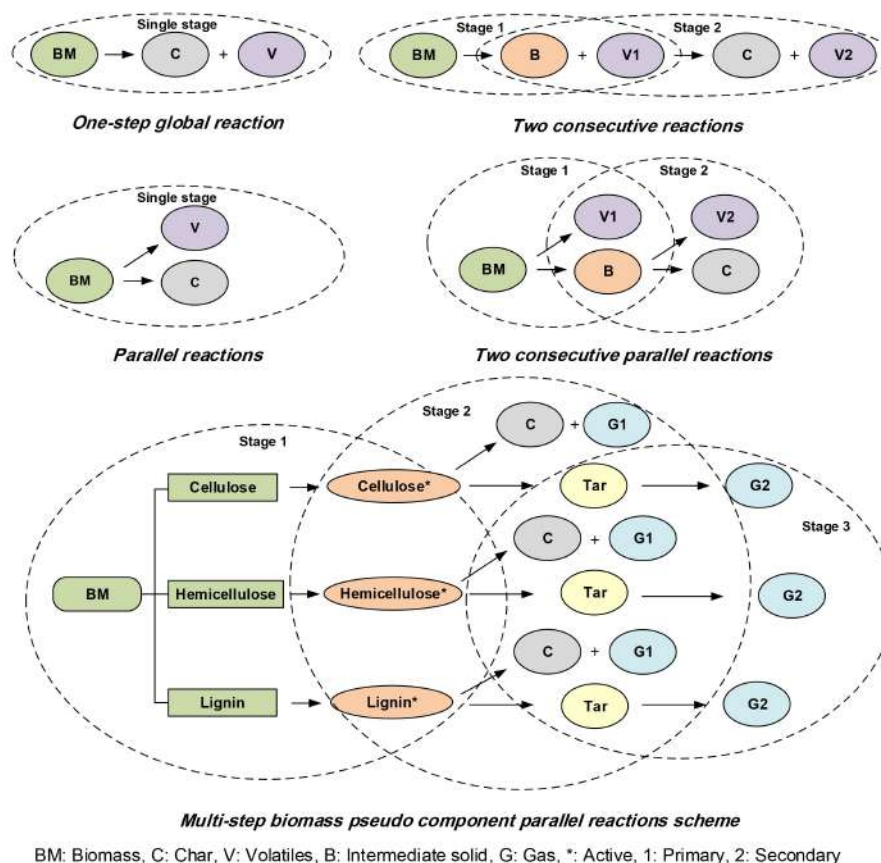 Single stage
BM C + V
One-step global reaction
Stage 1 Stage 2
BM B + V1 C + V2
Two consecutive reactions
Single stage
V
BM C
Parallel reactions
Stage 1 Stage 2
V1 V2
BM B C
Two consecutive parallel reactions
Stage 1 Stage 2 Stage 3
C + G1
Cellulose Cellulose* Tar G2
C + G1
BM Hemicellulose Hemicellulose* Tar G2
C + G1
Lignin Lignin* Tar G2
Multi-step biomass pseudo component parallel reactions scheme
BM: Biomass, C: Char, V: Volatiles, B: Intermediate solid, G: Gas, *: Active, 1: Primary, 2: Secondary